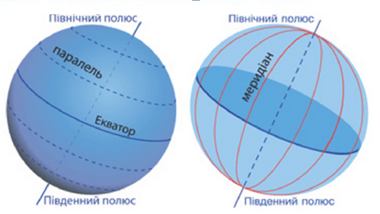 Північний полюс
паралель
Екватор
Південний полюс
Північний полюс
меридіан
Південний полюс